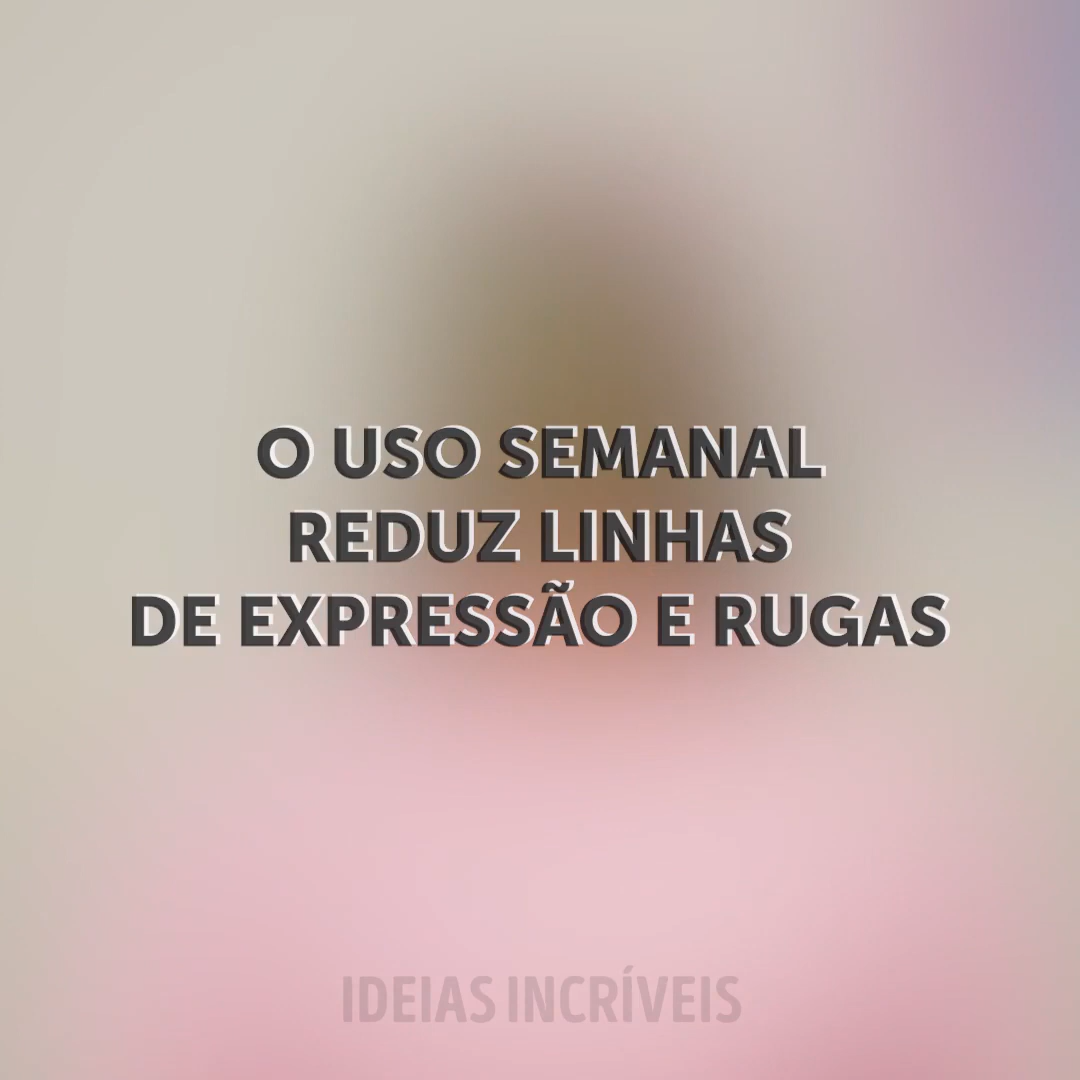 O USO SEMANAL
REDUZ LINHAS
DE EXPRESSÃO E RUGAS
IDEIAS INCRÍVEIS